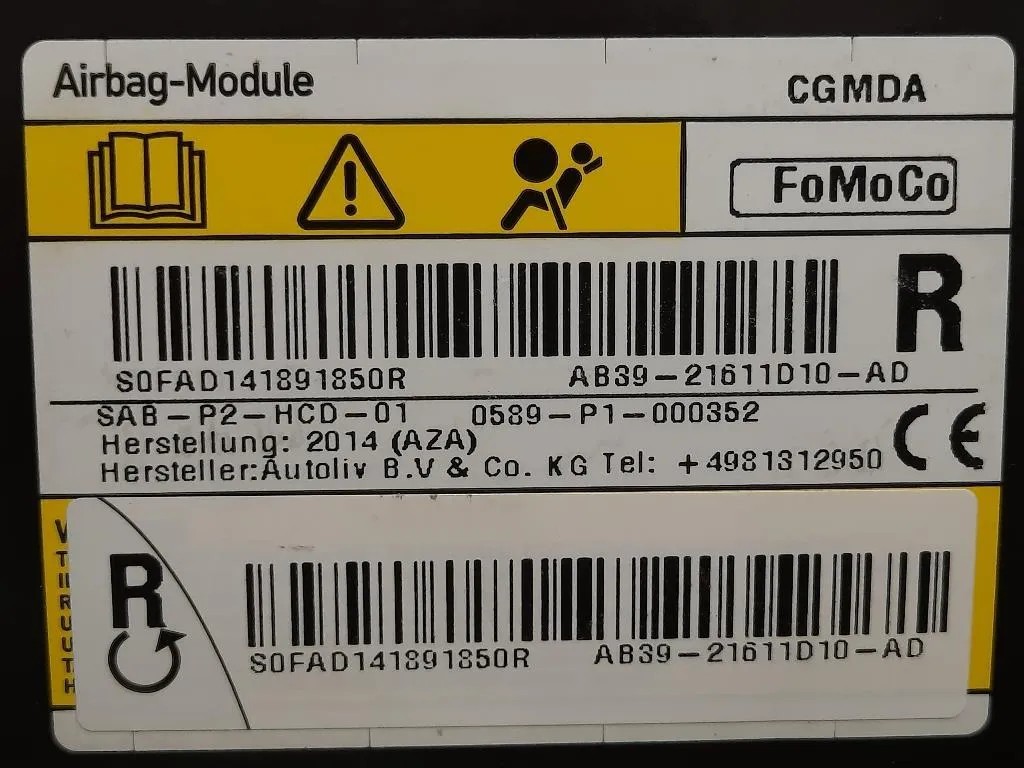 Airbag-Module
CGMDA
FoMoCo
R
S0FAD141891850R AB39-21611D10-AD
SAB-P2-HCD-01 0589-P1-000352
Herstellung: 2014 (AZA)
Hersteller:Autoliv B.V & Co. KG Tel: +4981312950
CE
R
S0FAD141891850R AB39-21611D10-AD